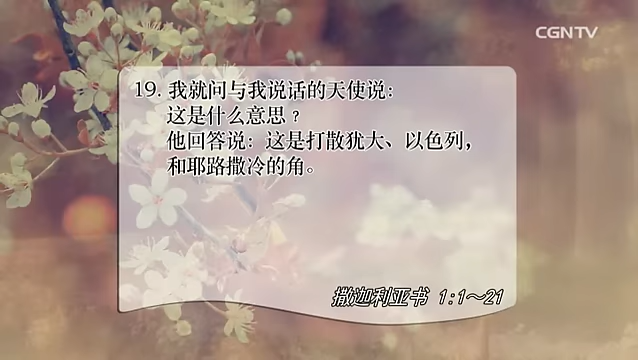 CGNTV
19. 我就问与我说话的天使说：
这是什么意思？
他回答说：这是打散犹大、以色列，
和耶路撒冷的角。
撒迦利亚书 1:1～21